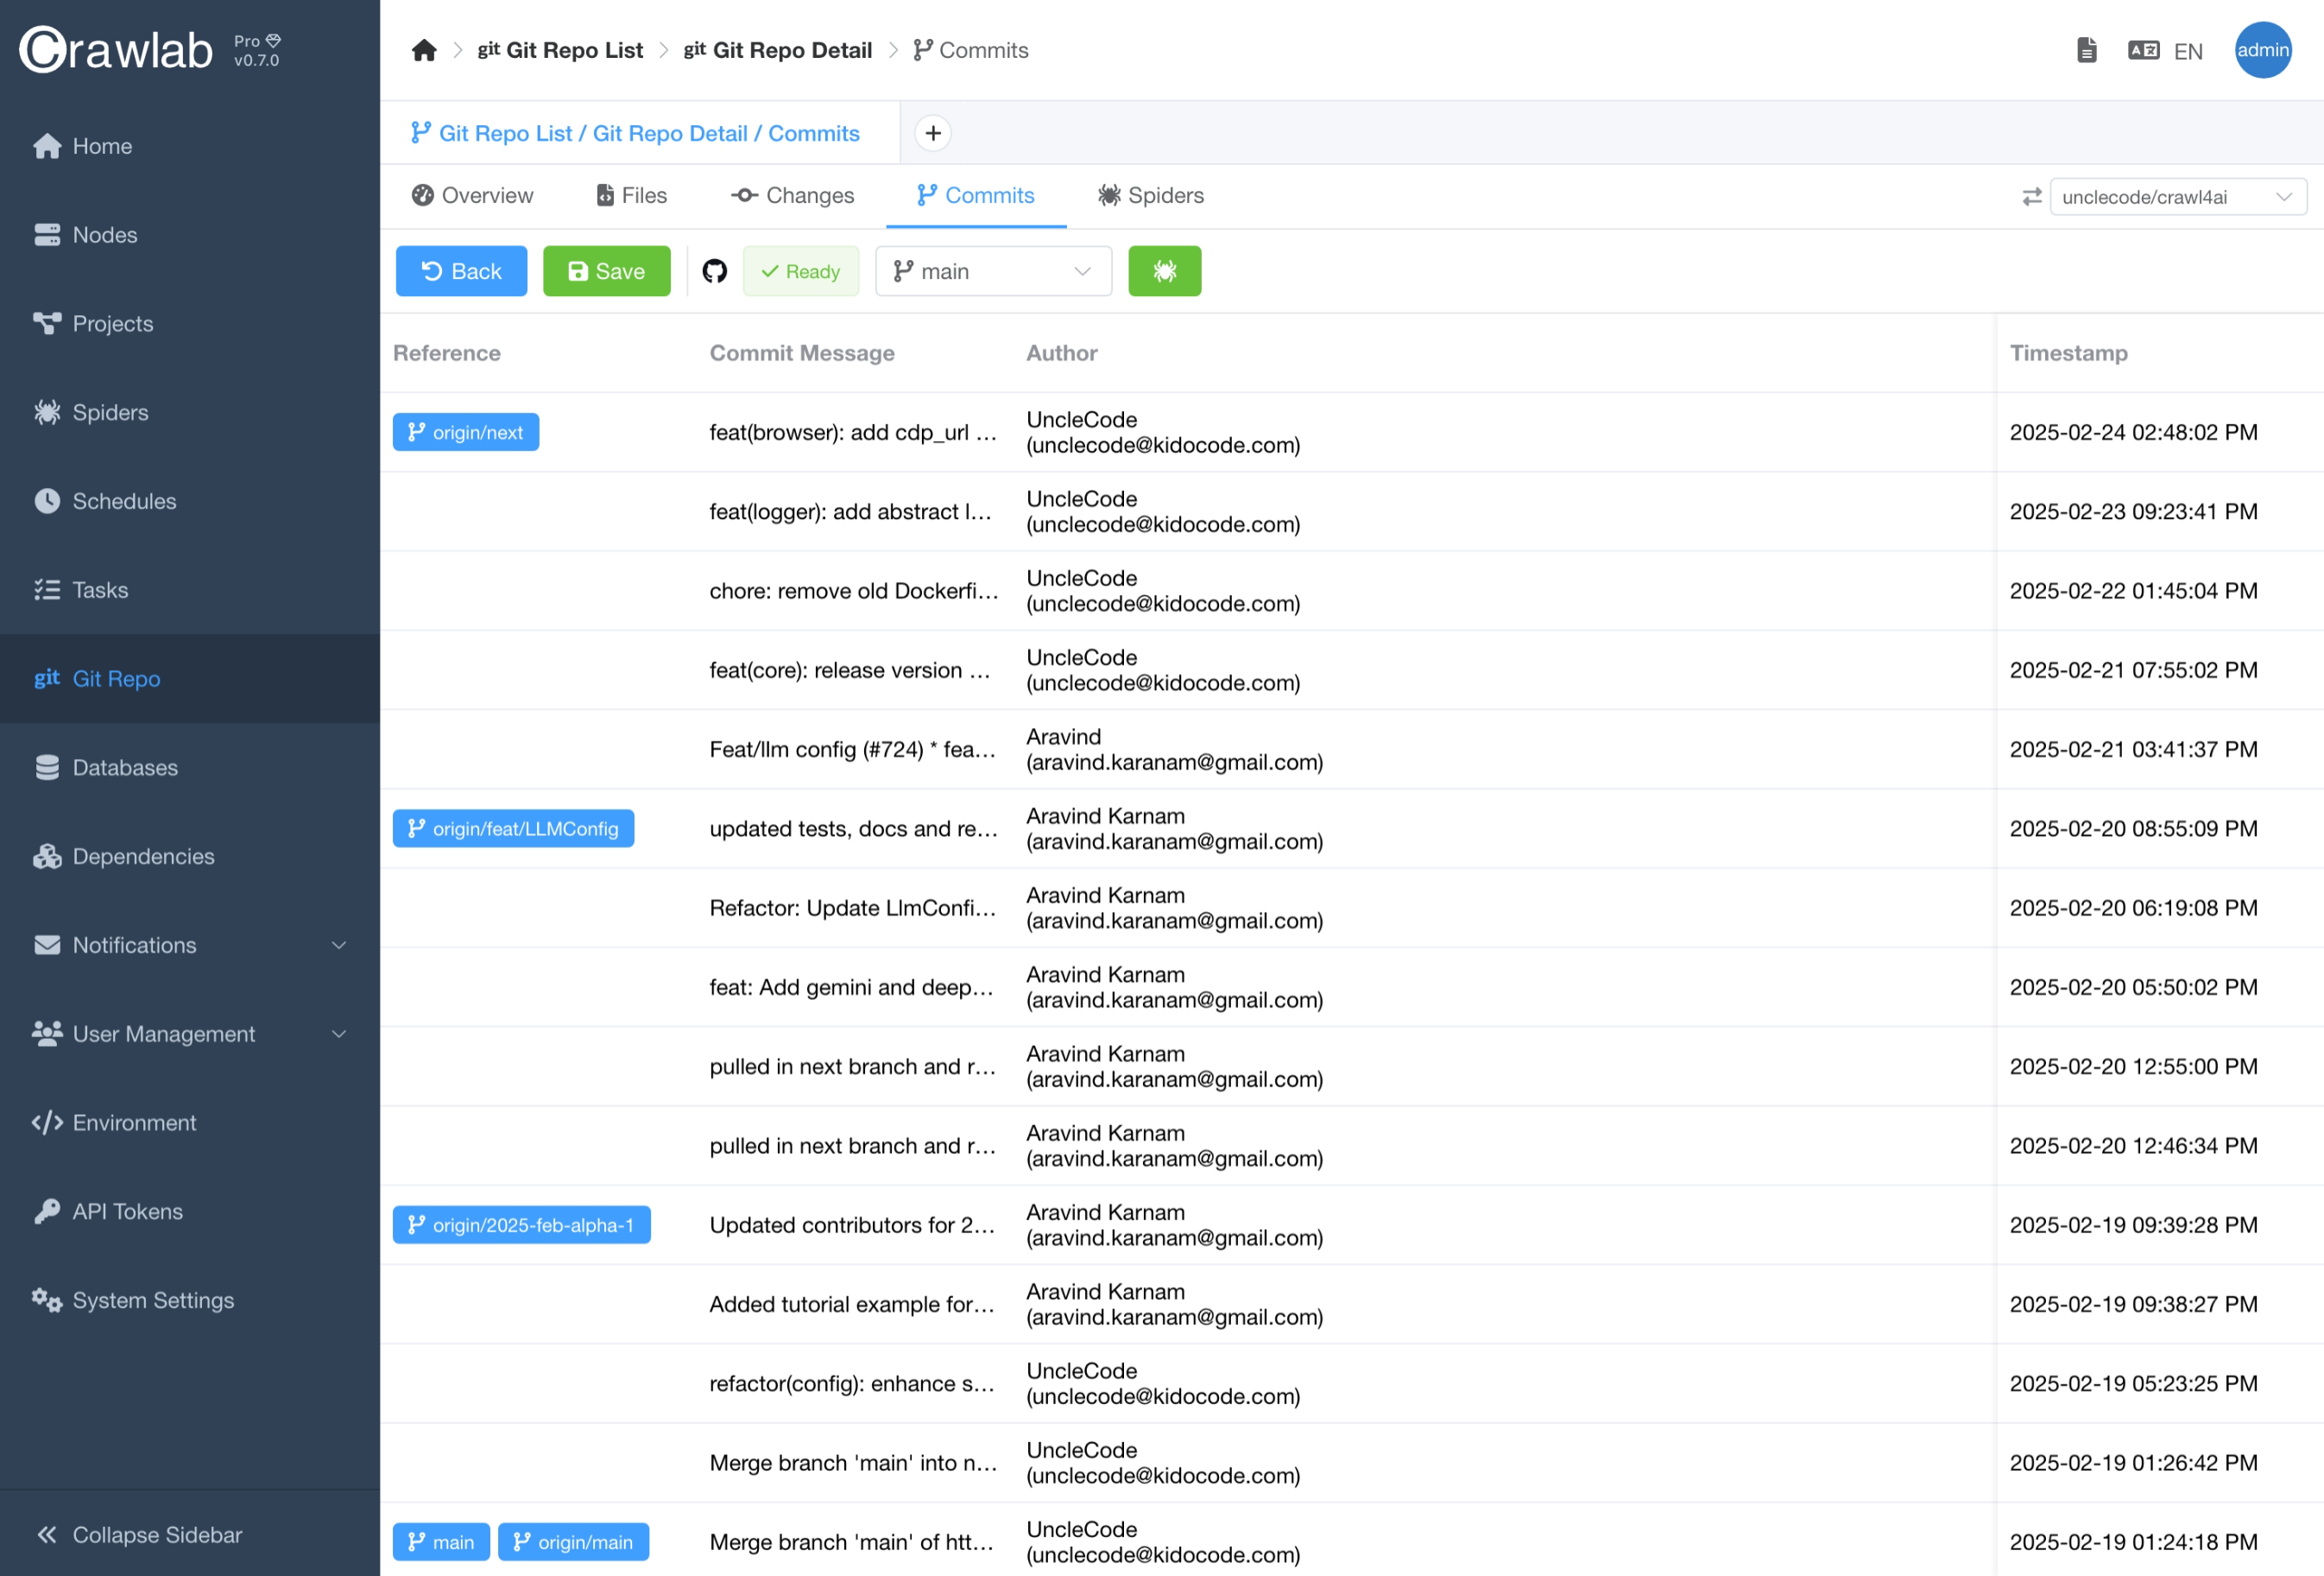 Crawlab
Pro
v0.7.0
Home
Nodes
Projects
Spiders
Schedules
Tasks
git Git Repo
Databases
Dependencies
Notifications
User Management
Environment
API Tokens
System Settings
Collapse Sidebar
git Git Repo List git Git Repo Detail Commits
EN
admin
Git Repo List / Git Repo Detail / Commits
Overview Files Changes Commits Spiders
unclecode/crawl4ai
Back Save Ready main
Reference Commit Message Author Timestamp
origin/next feat(browser): add cdp_url … UncleCode
(unclecode@kidocode.com) 2025-02-24 02:48:02 PM
feat(logger): add abstract l… UncleCode
(unclecode@kidocode.com) 2025-02-23 09:23:41 PM
chore: remove old Dockerfi… UncleCode
(unclecode@kidocode.com) 2025-02-22 01:45:04 PM
feat(core): release version … UncleCode
(unclecode@kidocode.com) 2025-02-21 07:55:02 PM
Feat/llm config (#724) * fea… Aravind
(aravind.karanam@gmail.com) 2025-02-21 03:41:37 PM
origin/feat/LLMConfig updated tests, docs and re… Aravind Karnam
(aravind.karanam@gmail.com) 2025-02-20 08:55:09 PM
Refactor: Update LlmConfi… Aravind Karnam
(aravind.karanam@gmail.com) 2025-02-20 06:19:08 PM
feat: Add gemini and deep… Aravind Karnam
(aravind.karanam@gmail.com) 2025-02-20 05:50:02 PM
pulled in next branch and r… Aravind Karnam
(aravind.karanam@gmail.com) 2025-02-20 12:55:00 PM
pulled in next branch and r… Aravind Karnam
(aravind.karanam@gmail.com) 2025-02-20 12:46:34 PM
origin/2025-feb-alpha-1 Updated contributors for 2… Aravind Karnam
(aravind.karanam@gmail.com) 2025-02-19 09:39:28 PM
Added tutorial example for… Aravind Karnam
(aravind.karanam@gmail.com) 2025-02-19 09:38:27 PM
refactor(config): enhance s… UncleCode
(unclecode@kidocode.com) 2025-02-19 05:23:25 PM
Merge branch 'main' into n… UncleCode
(unclecode@kidocode.com) 2025-02-19 01:26:42 PM
main origin/main Merge branch 'main' of htt… UncleCode
(unclecode@kidocode.com) 2025-02-19 01:24:18 PM